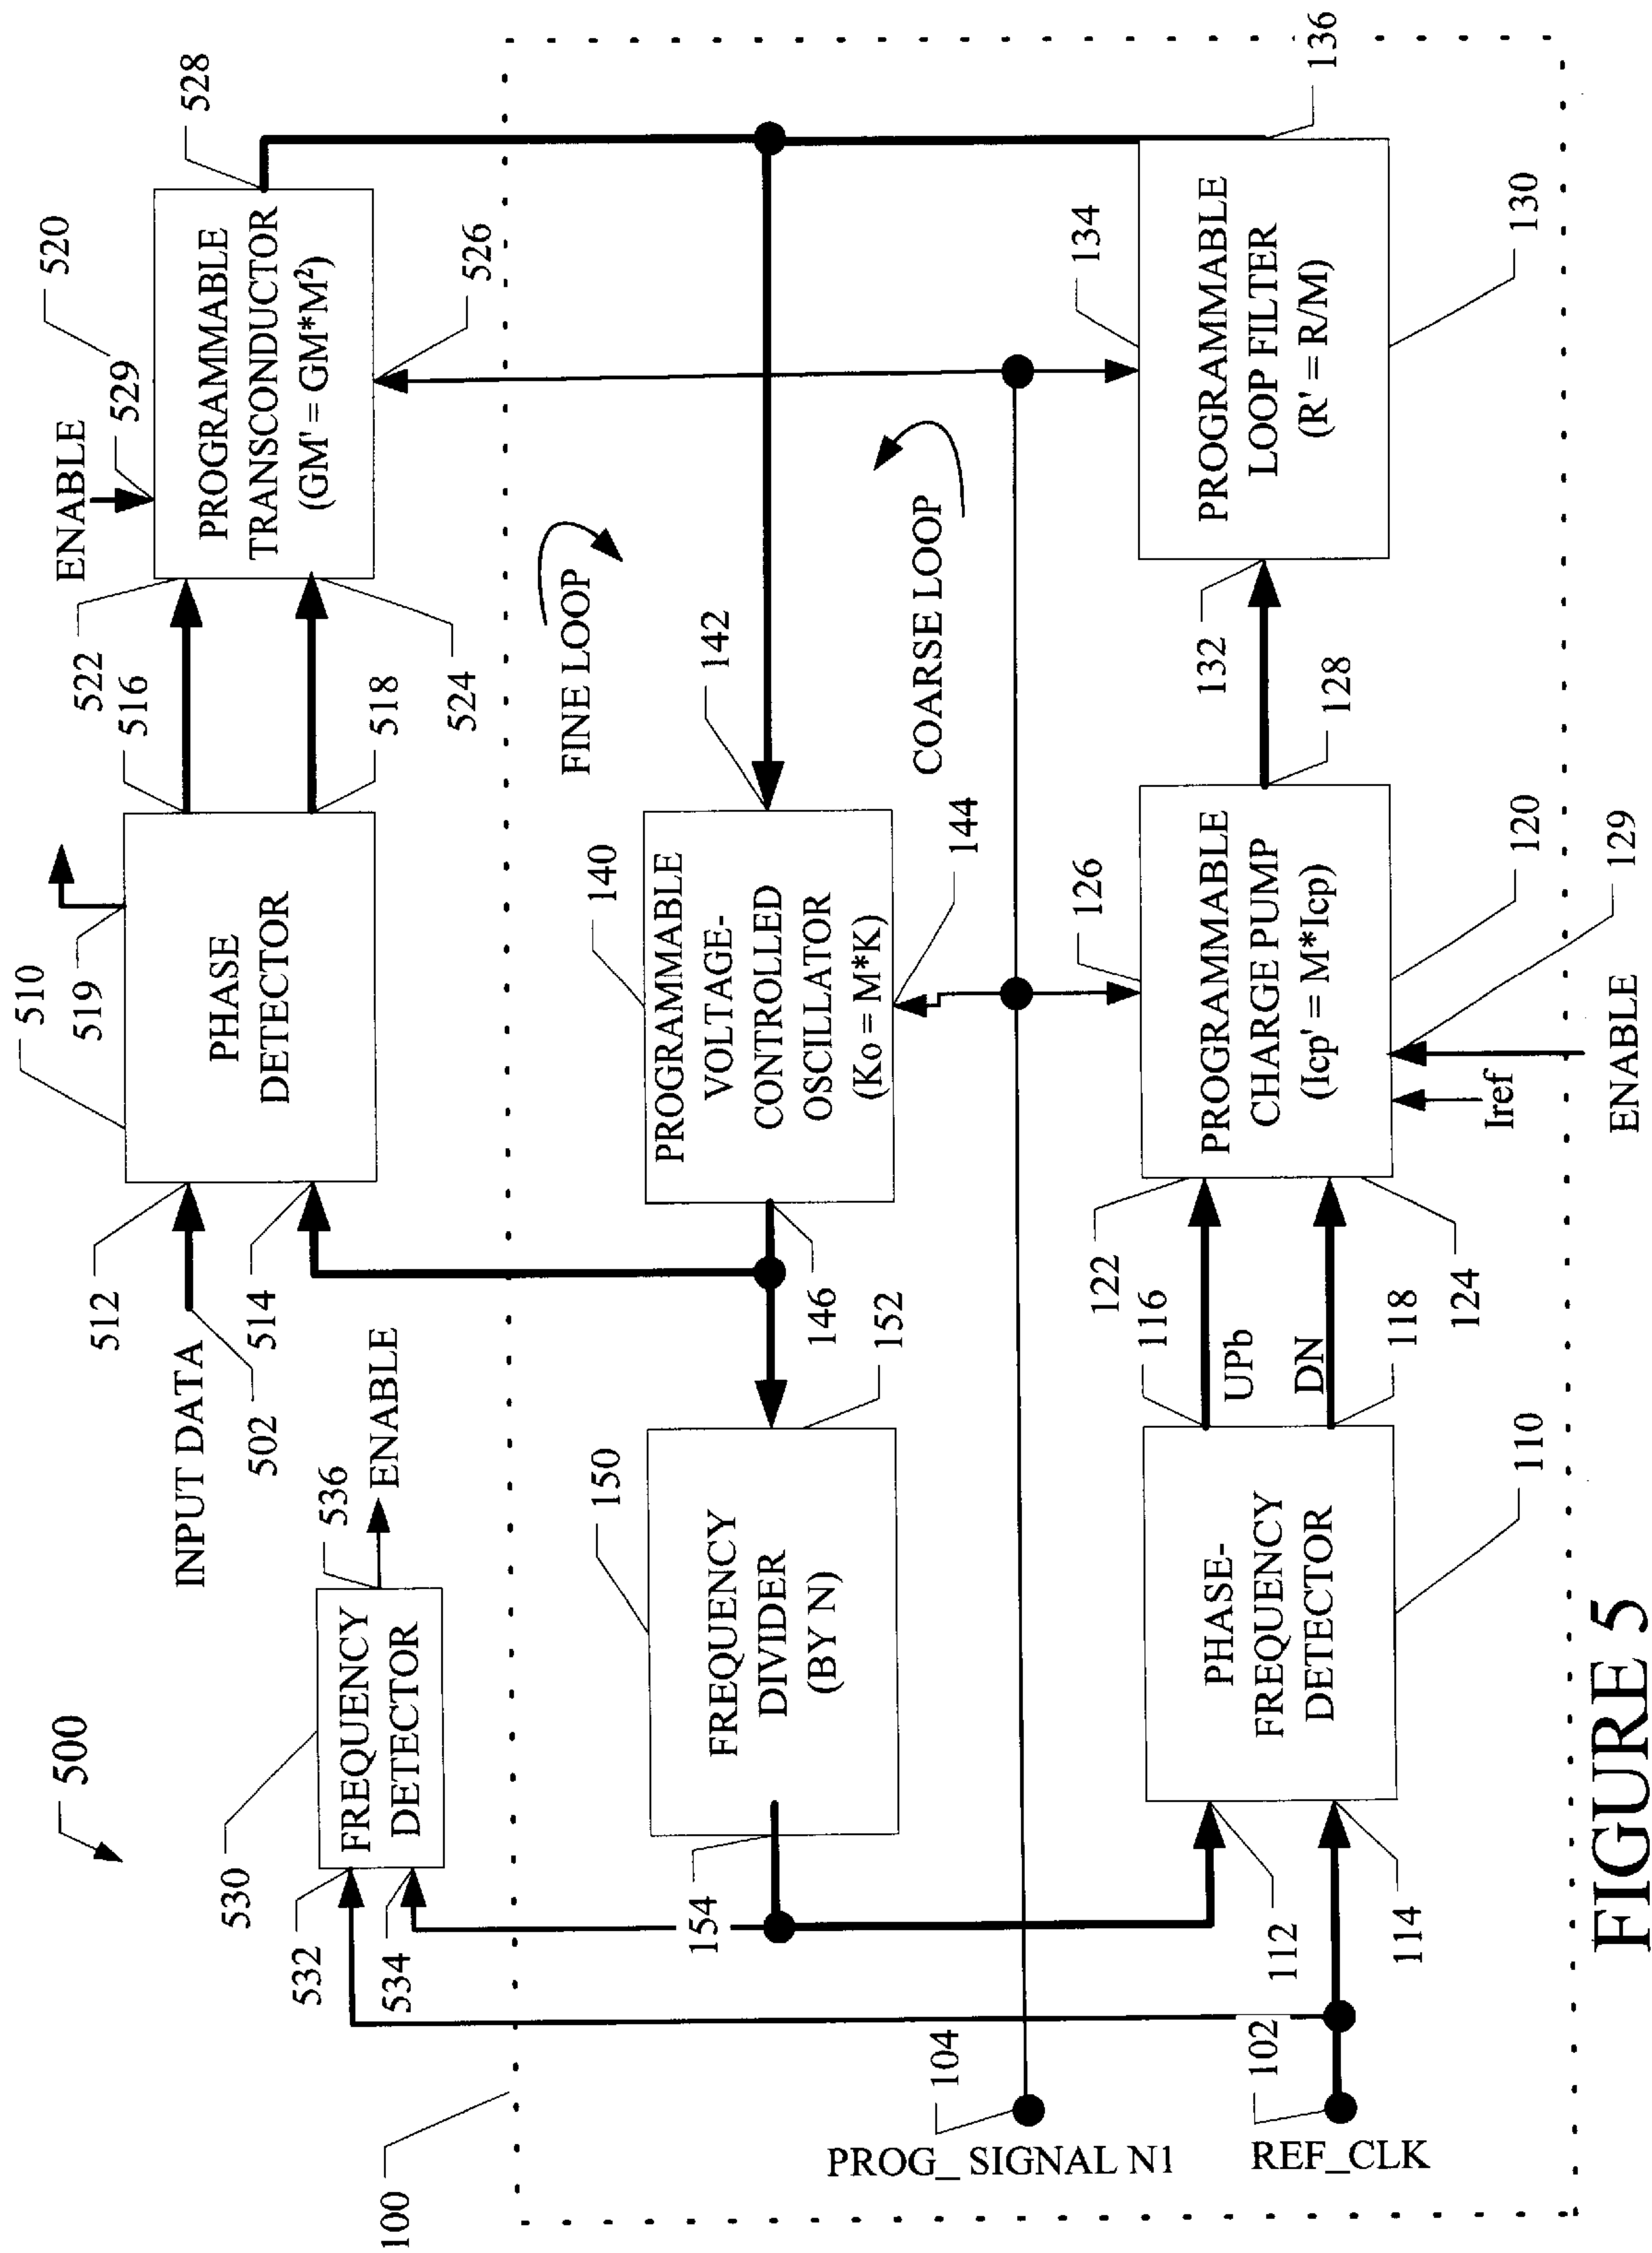 500
100
530
532
534
FREQUENCY
DETECTOR
536
ENABLE
INPUT DATA
502
512
514
510
519
PHASE
DETECTOR
516
518
522
524
ENABLE
529
520
PROGRAMMABLE
TRANSCONDUCTOR
(GM' = GM*M²)
526
528
154
150
FREQUENCY
DIVIDER
(BY N)
152
146
140
PROGRAMMABLE
VOLTAGE-
CONTROLLED
OSCILLATOR
(Ko = M*K)
144
142
FINE LOOP
COARSE LOOP
104
PROG_ SIGNAL N1
102
REF_CLK
112
114
PHASE-
FREQUENCY
DETECTOR
110
116
UPb
DN
118
122
124
126
PROGRAMMABLE
CHARGE PUMP
(Icp' = M*Icp)
Iref
120
129
ENABLE
128
132
134
PROGRAMMABLE
LOOP FILTER
(R' = R/M)
130
136
FIGURE 5